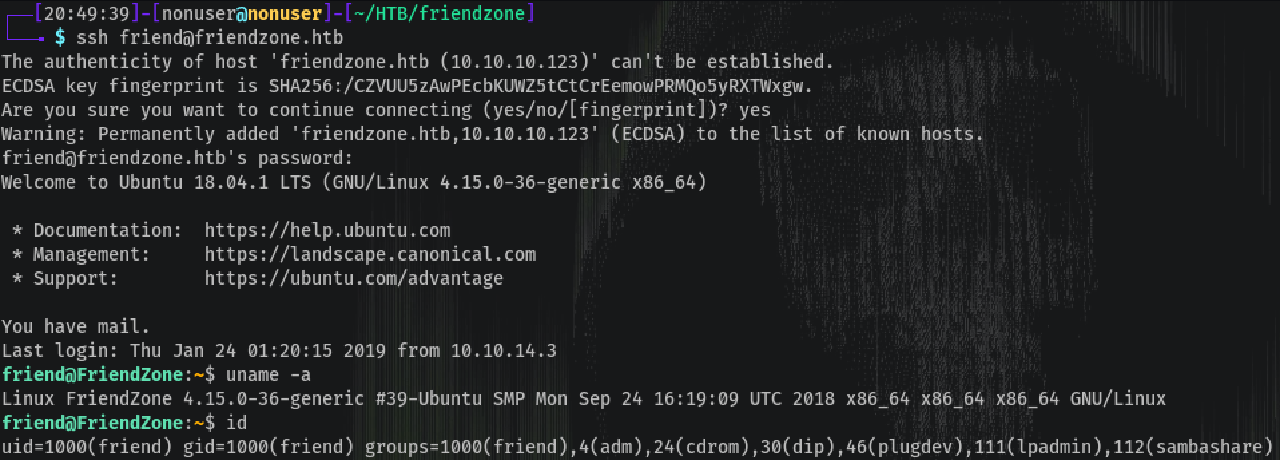 [20:49:39]-[nonuser@nonuser]-[~/HTB/friendzone]
$ ssh friend@friendzone.htb
The authenticity of host 'friendzone.htb (10.10.10.123)' can't be established.
ECDSA key fingerprint is SHA256:/CZVUU5zAwPEcbKUWZ5tCtCrEemowPRMQo5yRXTWxgw.
Are you sure you want to continue connecting (yes/no/[fingerprint])? yes
Warning: Permanently added 'friendzone.htb,10.10.10.123' (ECDSA) to the list of known hosts.
friend@friendzone.htb's password:
Welcome to Ubuntu 18.04.1 LTS (GNU/Linux 4.15.0-36-generic x86_64)
* Documentation:  https://help.ubuntu.com
* Management:     https://landscape.canonical.com
* Support:        https://ubuntu.com/advantage
You have mail.
Last login: Thu Jan 24 01:20:15 2019 from 10.10.14.3
friend@FriendZone:~$ uname -a
Linux FriendZone 4.15.0-36-generic #39-Ubuntu SMP Mon Sep 24 16:19:09 UTC 2018 x86_64 x86_64 x86_64 GNU/Linux
friend@FriendZone:~$ id
uid=1000(friend) gid=1000(friend) groups=1000(friend),4(adm),24(cdrom),30(dip),46(plugdev),111(lpadmin),112(sambashare)